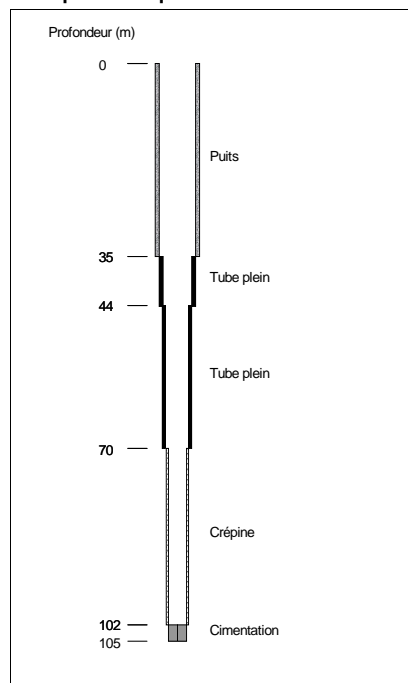 Profondeur (m)
0
Puits
35
Tube plein
44
Tube plein
70
Crépine
102
Cimentation
105